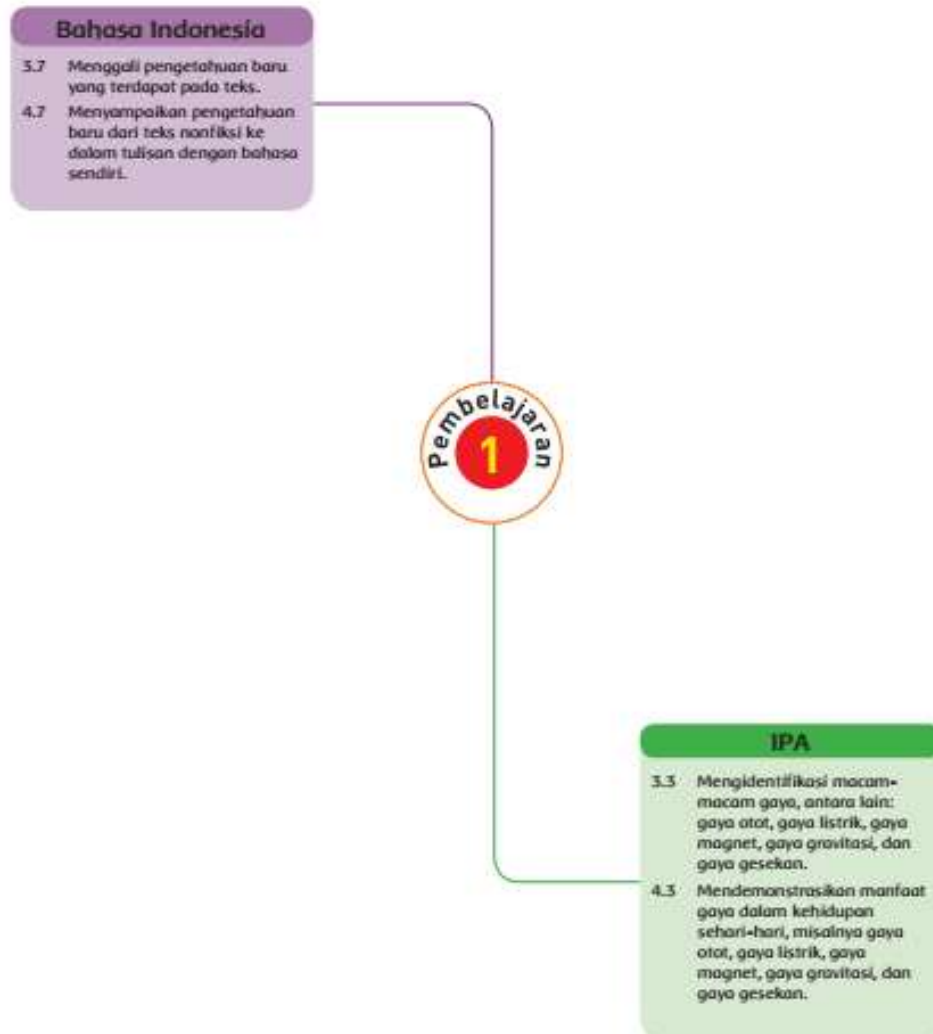 Bahasa Indonesia
3.7 Menggali pengetahuan baru
yang terdapat pada teks.
4.7 Menyampaikan pengetahuan
baru dari teks nonfiksi ke
dalam tulisan dengan bahasa
sendiri.
Pembelajaran
1
IPA
3.3 Mengidentifikasi macam-
macam gaya, antara lain:
gaya otot, gaya listrik, gaya
magnet, gaya gravitasi, dan
gaya gesekan.
4.3 Mendemonstrasikan manfaat
gaya dalam kehidupan
sehari-hari, misalnya gaya
otot, gaya listrik, gaya
magnet, gaya gravitasi, dan
gaya gesekan.